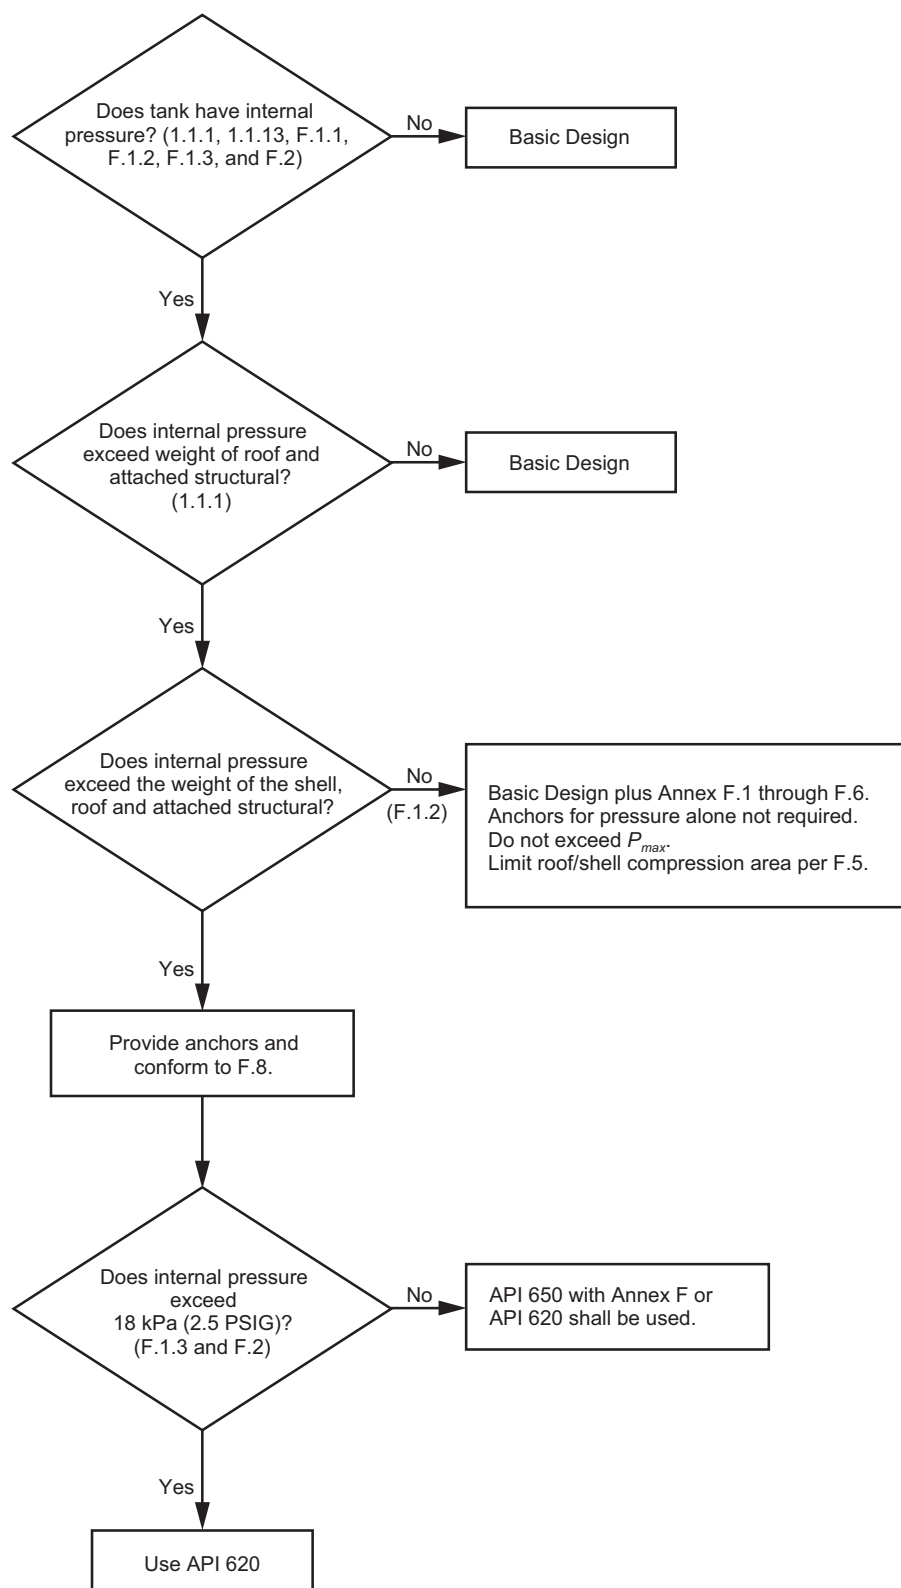 Does tank have internal
pressure? (1.1.1, 1.1.13, F.1.1,
F.1.2, F.1.3, and F.2)
No
Basic Design
Yes
Does internal pressure
exceed weight of roof and
attached structural?
(1.1.1)
No
Basic Design
Yes
Does internal pressure
exceed the weight of the shell,
roof and attached structural?
No
(F.1.2)
Basic Design plus Annex F.1 through F.6.
Anchors for pressure alone not required.
Do not exceed Pmax.
Limit roof/shell compression area per F.5.
Yes
Provide anchors and
conform to F.8.
Does internal pressure
exceed
18 kPa (2.5 PSIG)?
(F.1.3 and F.2)
No
API 650 with Annex F or
API 620 shall be used.
Yes
Use API 620